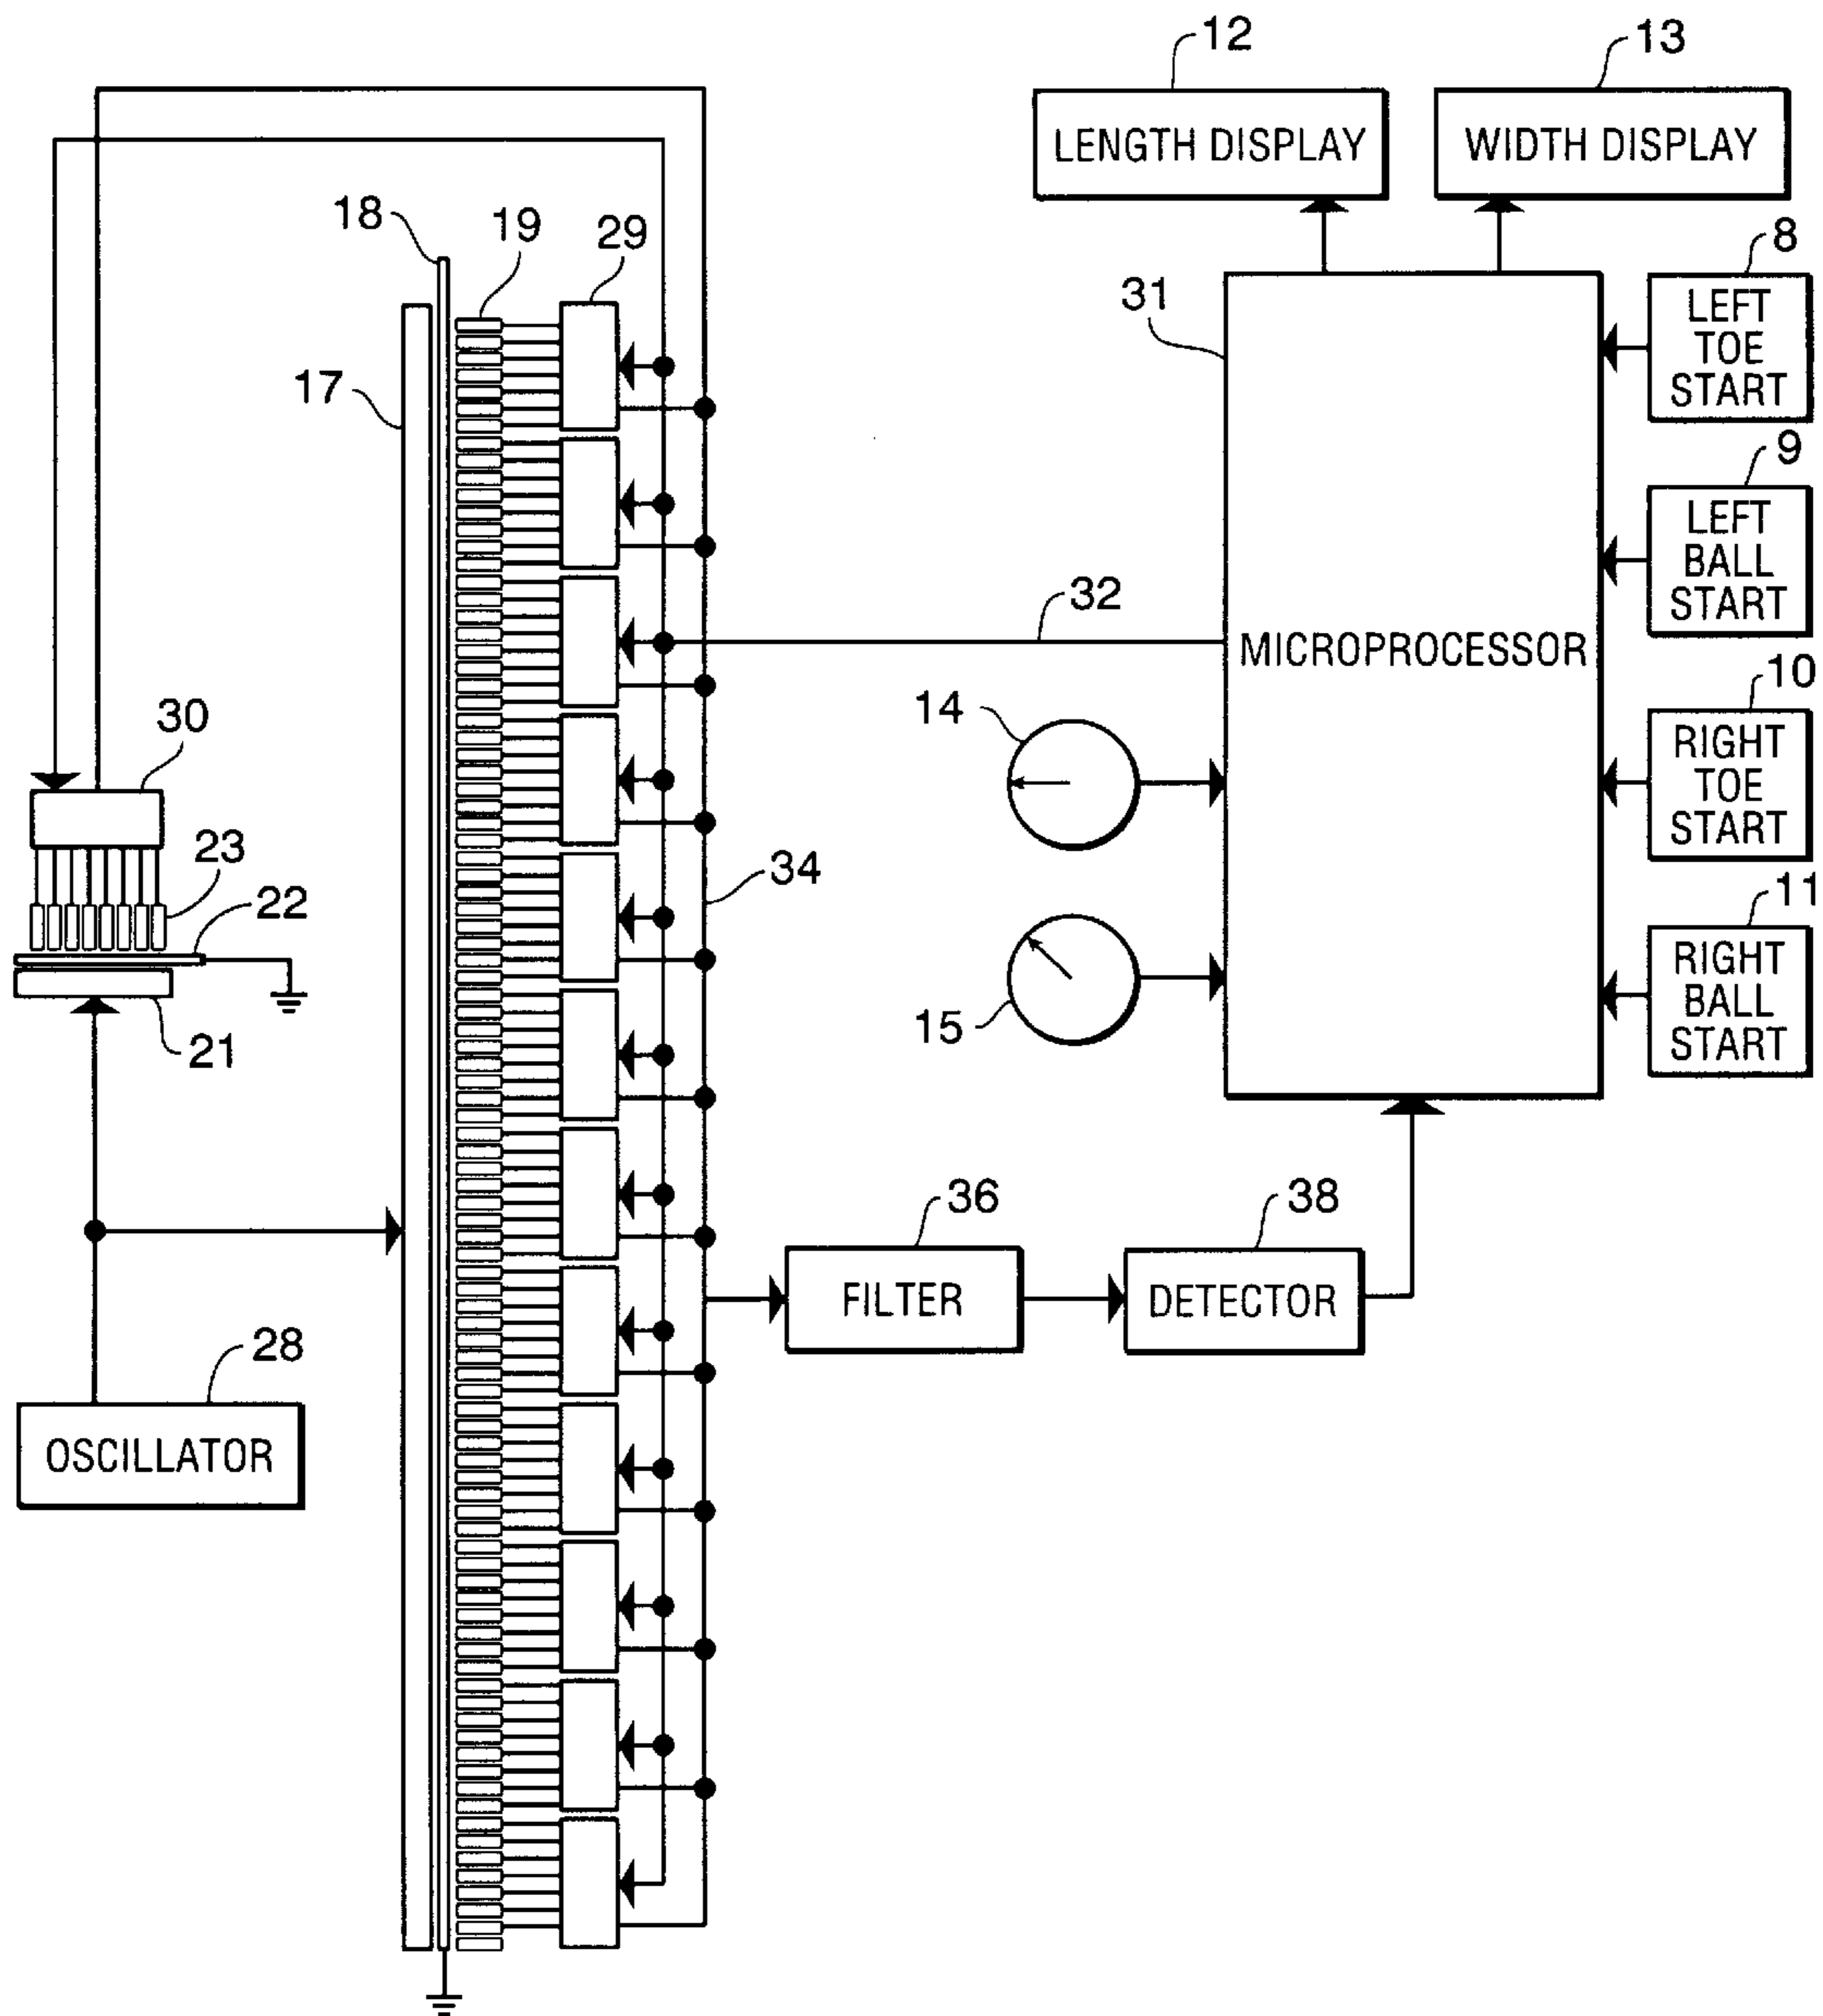 12
13
LENGTH DISPLAY
WIDTH DISPLAY
18
19
29
8
LEFT
TOE
START
31
17
9
LEFT
BALL
START
32
MICROPROCESSOR
10
RIGHT
TOE
START
14
30
23
22
34
11
RIGHT
BALL
START
15
21
36
38
FILTER
DETECTOR
28
OSCILLATOR